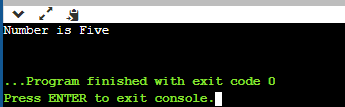 Number is Five
...Program finished with exit code 0
Press ENTER to exit console.